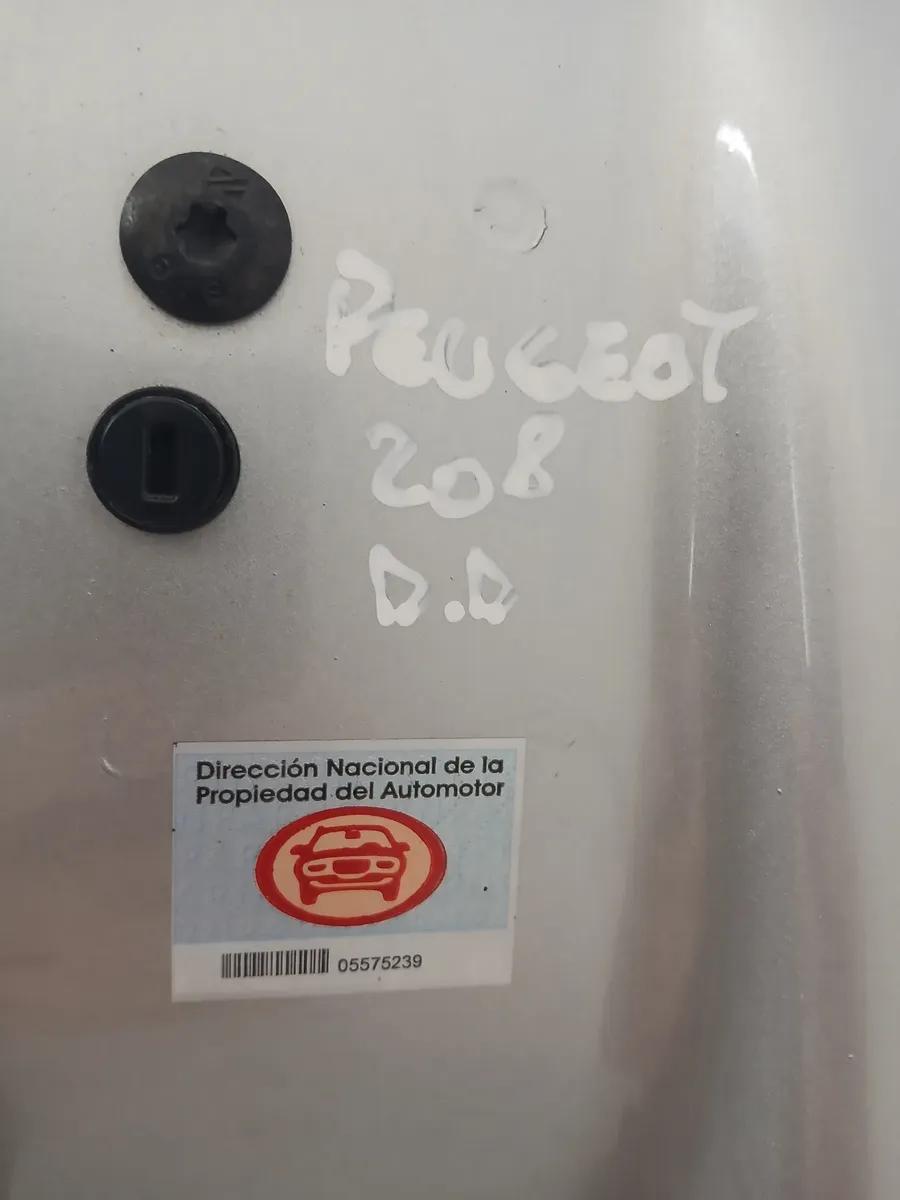 PEUGEOT
208
D.D
Dirección Nacional de la
Propiedad del Automotor
05575239